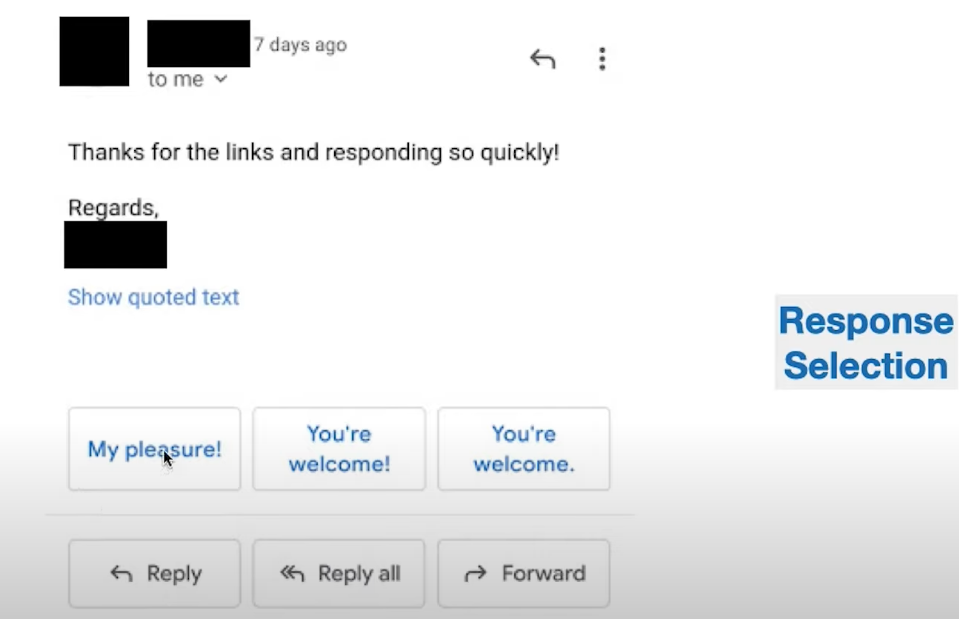 7 days ago
to me
Thanks for the links and responding so quickly!
Regards,
Show quoted text
Response
Selection
My pleasure!
You're
welcome!
You're
welcome.
Reply
Reply all
Forward